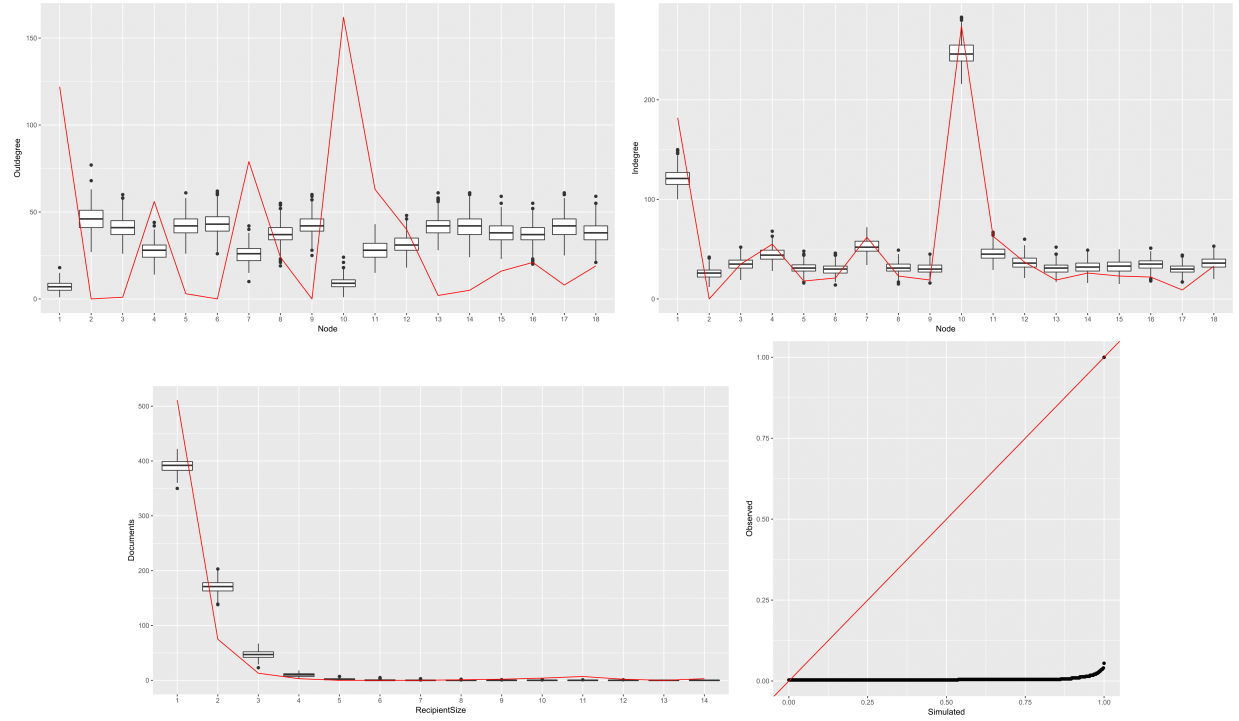 Outdegree
150
100
50
0
1 2 3 4 5 6 7 8 9 10 11 12 13 14 15 16 17 18
Node
Indegree
200
100
0
1 2 3 4 5 6 7 8 9 10 11 12 13 14 15 16 17 18
Node
Documents
500
400
300
200
100
0
1 2 3 4 5 6 7 8 9 10 11 12 13 14
RecipientSize
Observed
1.00
0.75
0.50
0.25
0.00
0.00 0.25 0.50 0.75 1.00
Simulated